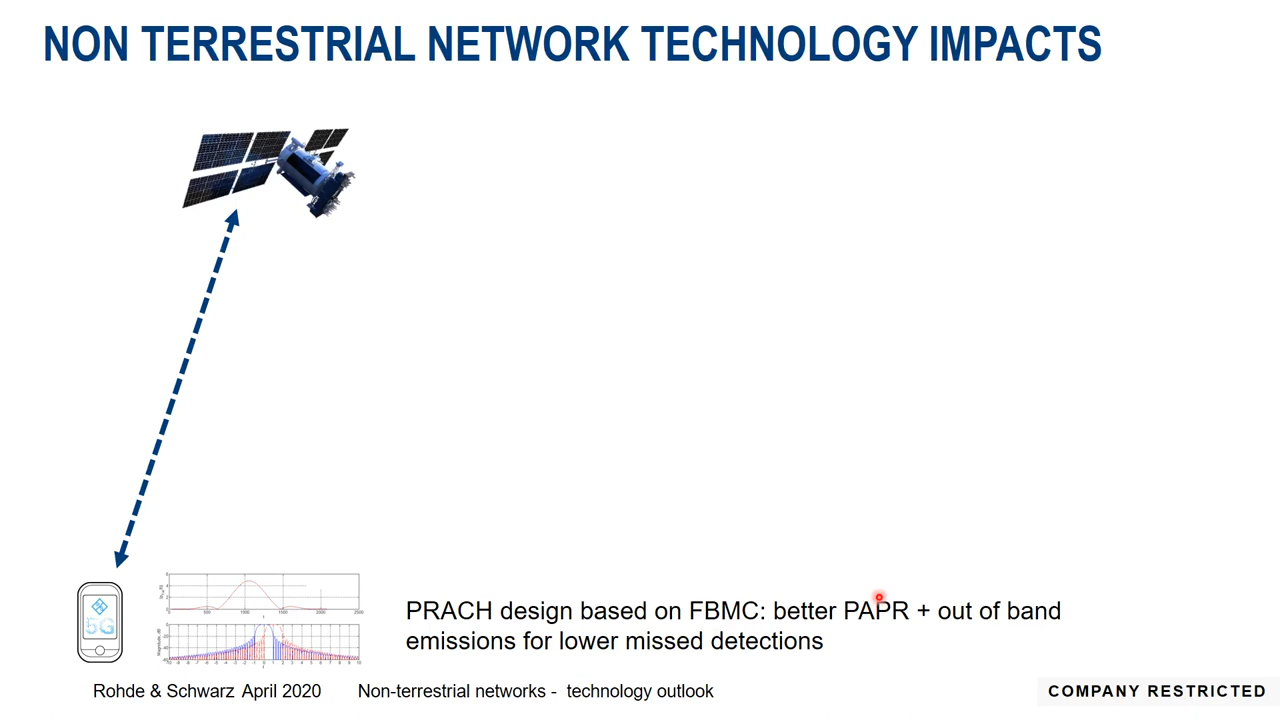 NON TERRESTRIAL NETWORK TECHNOLOGY IMPACTS
5G
PRACH design based on FBMC: better PAPR + out of band
emissions for lower missed detections
Rohde & Schwarz April 2020
Non-terrestrial networks - technology outlook
COMPANY RESTRICTED